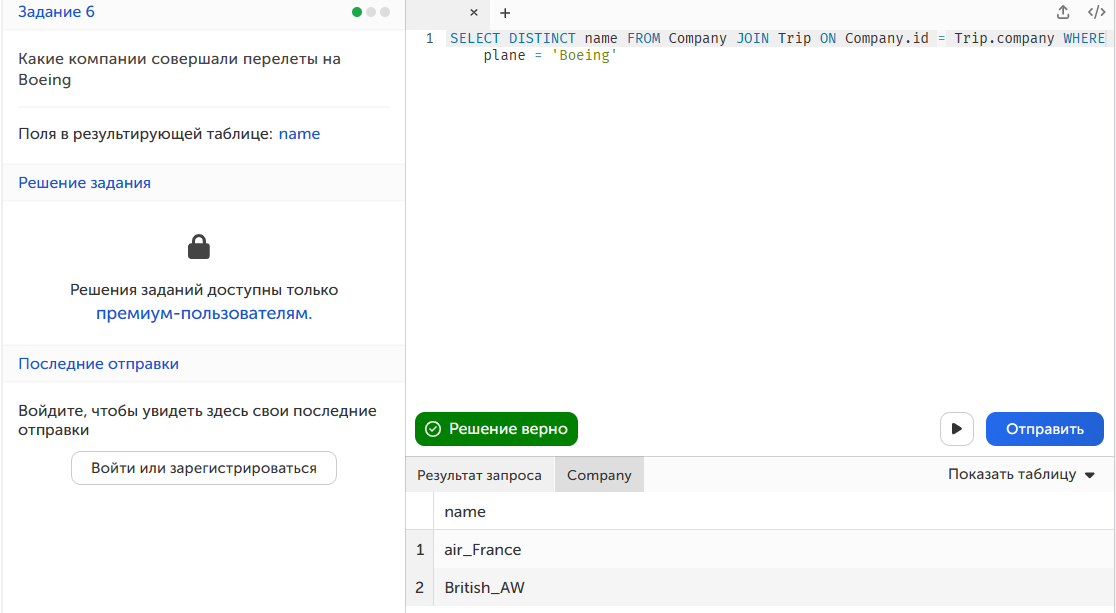 Задание 6
Какие компании совершали перелеты на
Boeing
Поля в результирующей таблице: name
Решение задания
Решения заданий доступны только
премиум-пользователям.
Последние отправки
Войдите, чтобы увидеть здесь свои последние
отправки
Войти или зарегистрироваться
× +
</>
1 SELECT DISTINCT name FROM Company JOIN Trip ON Company.id = Trip.company WHERE
plane = 'Boeing'
Решение верно
Отправить
Результат запроса Company Показать таблицу
name
1 air_France
2 British_AW